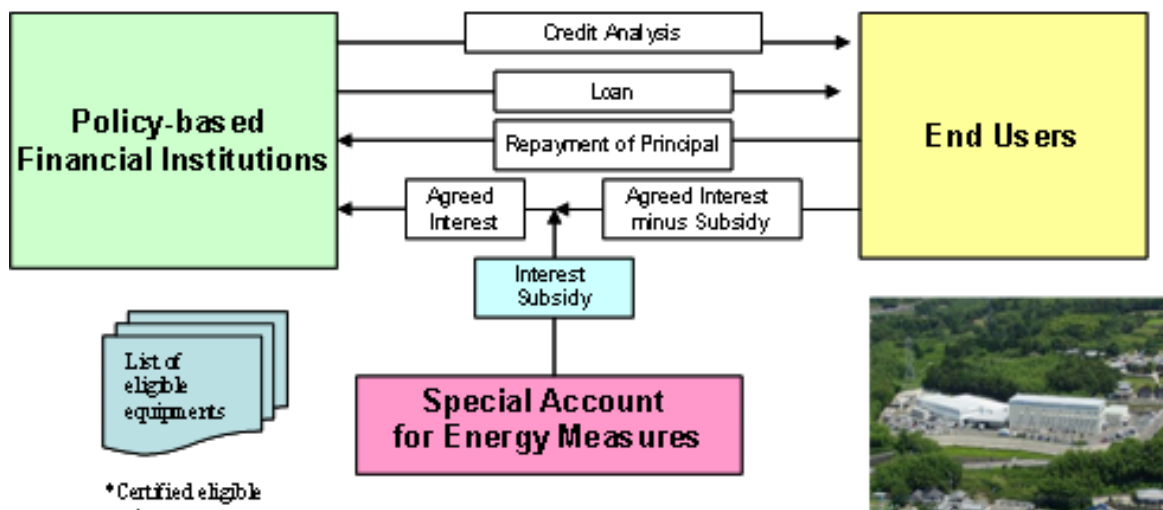 Credit Analysis
Loan
Policy-based
Financial Institutions
Repayment of Principal
End Users
Agreed
Interest
Agreed Interest
minus Subsidy
Interest
Subsidy
List of
eligible
equipments
Special Account
for Energy Measures
*Certified eligible